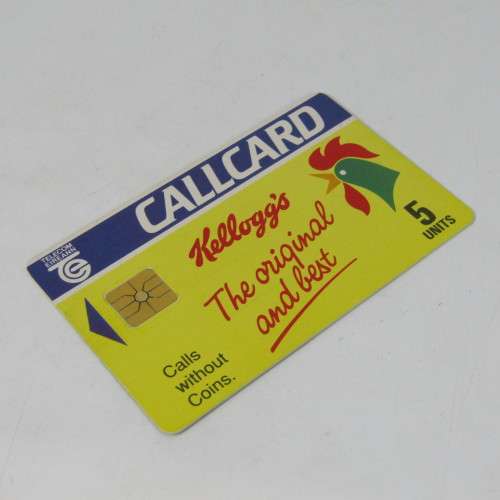 CALLCARD
TELECOM
EIREANN
Kellogg's
The original
and best
5
UNITS
Calls
without
Coins.